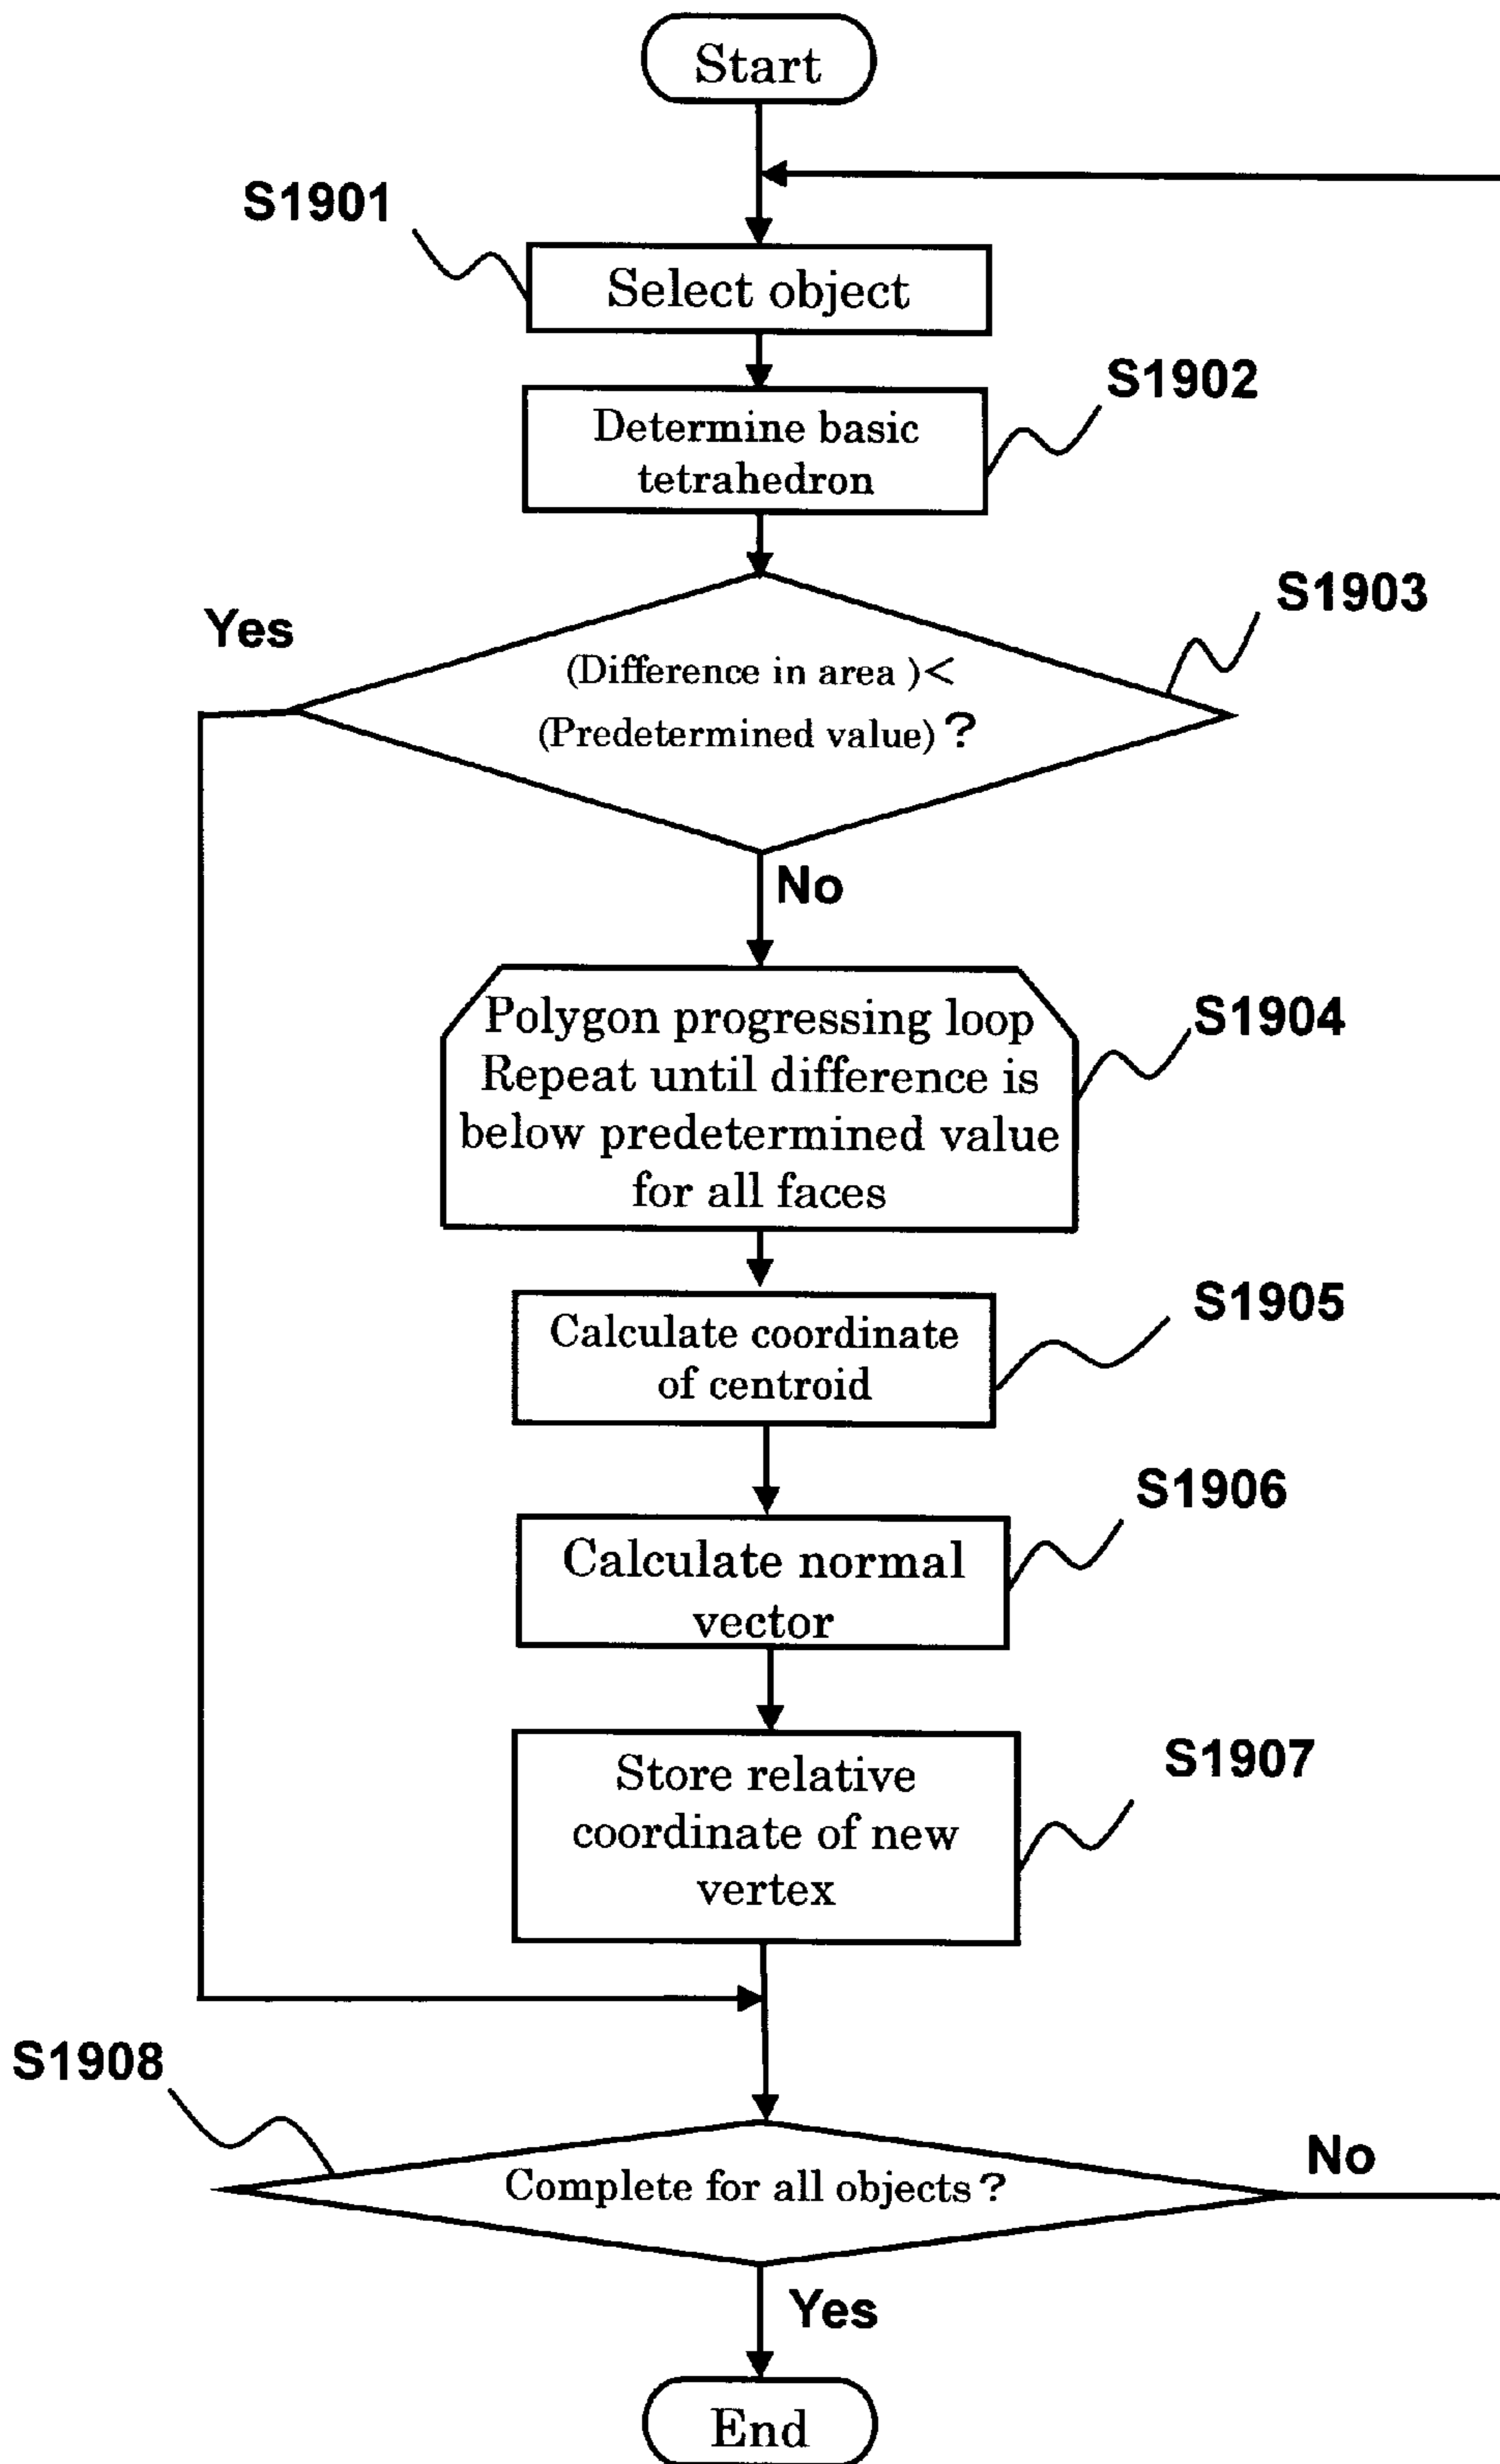 Start
S1901
Select object
S1902
Determine basic
tetrahedron
S1903
Yes
(Difference in area )<
(Predetermined value)?
No
S1904
Polygon progressing loop
Repeat until difference is
below predetermined value
for all faces
S1905
Calculate coordinate
of centroid
S1906
Calculate normal
vector
S1907
Store relative
coordinate of new
vertex
S1908
Complete for all objects?
No
Yes
End